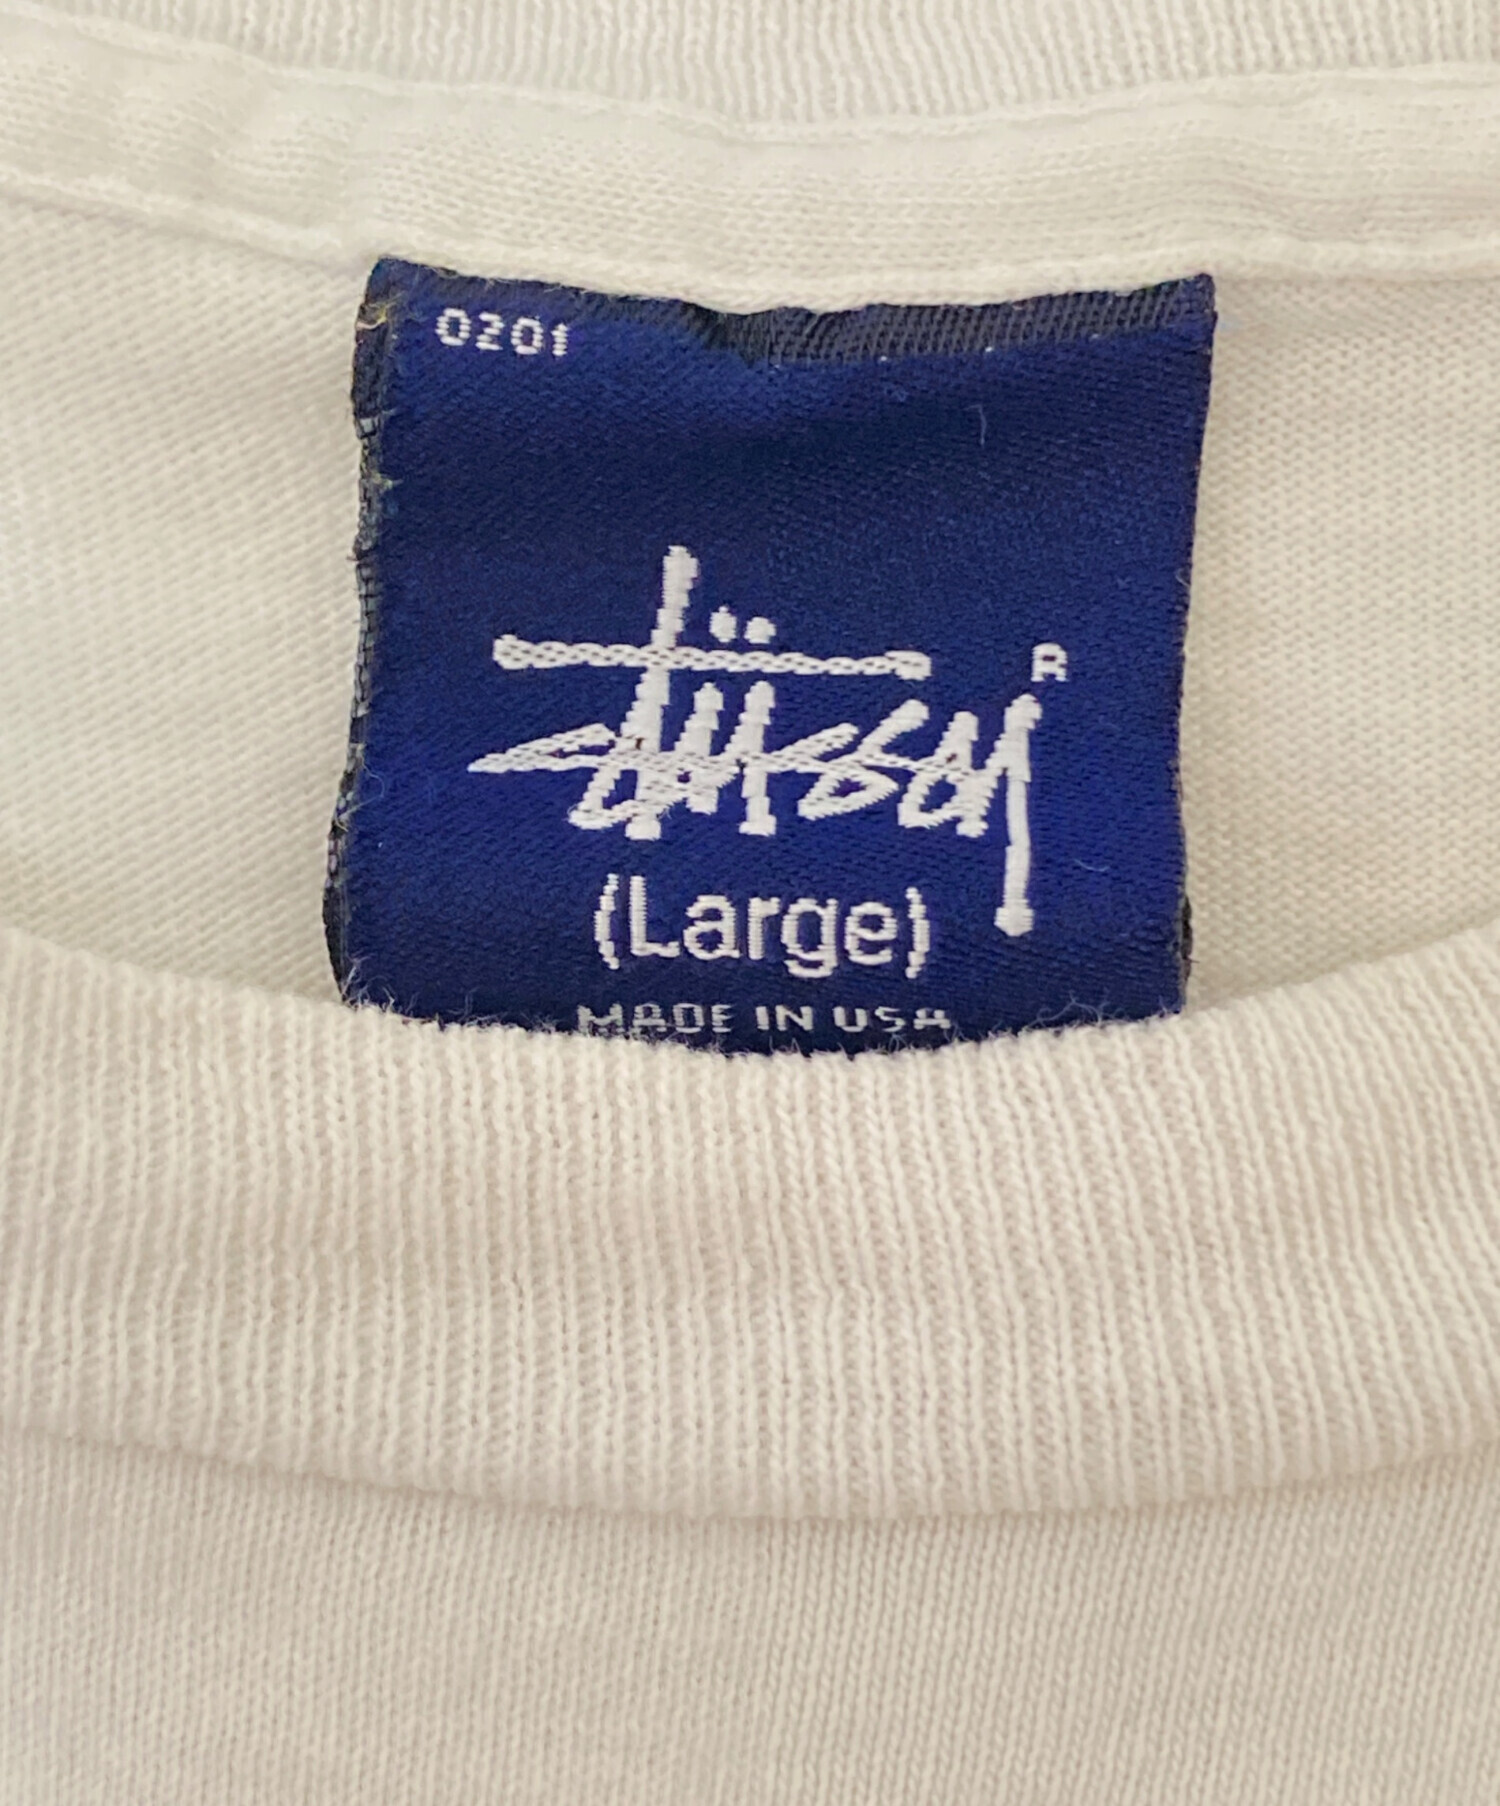 0201
stüssy
R
(Large)
MADE IN USA